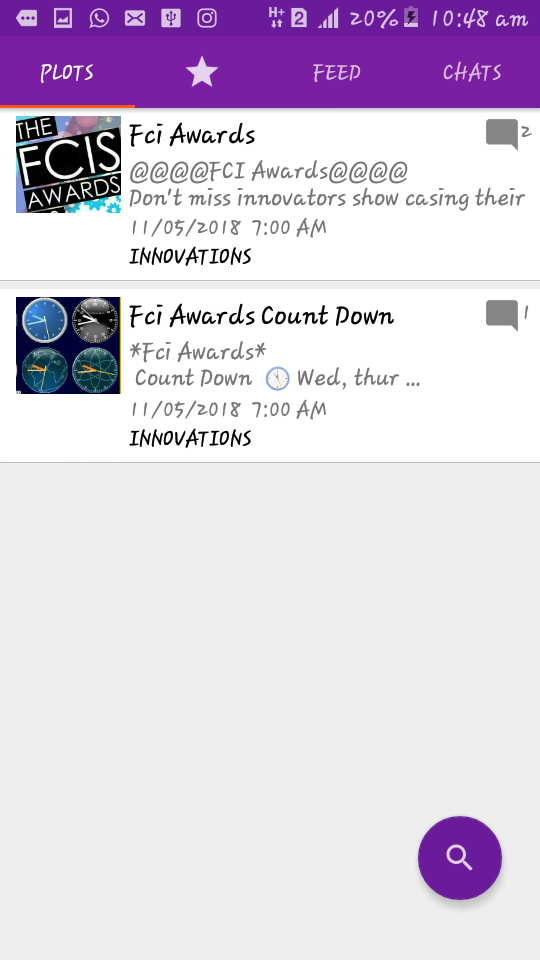 H+ 2 20% 10:48 am
PLOTS FEED CHATS
THE
FCIS
AWARDS
Fci Awards 2
@@@@FCI Awards@@@@
Don't miss innovators show casing their
11/05/2018 7:00 AM
INNOVATIONS
Fci Awards Count Down 1
*Fci Awards*
Count Down 🕚 Wed, thur ...
11/05/2018 7:00 AM
INNOVATIONS